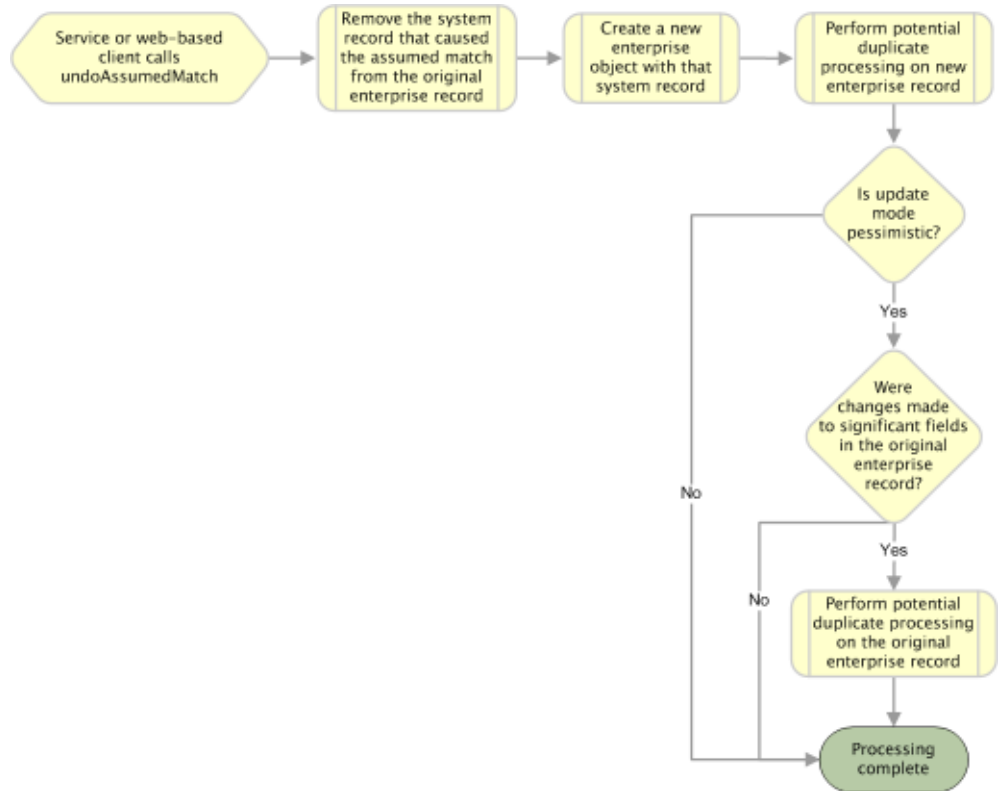 Service or web-based
client calls
undoAssumedMatch
Remove the system
record that caused
the assumed match
from the original
enterprise record
Create a new
enterprise
object with that
system record
Perform potential
duplicate
processing on new
enterprise record
Is update
mode
pessimistic?
Yes
Were
changes made
to significant fields
in the original
enterprise
record?
No
Yes
No
Perform potential
duplicate processing
on the original
enterprise record
Processing
complete